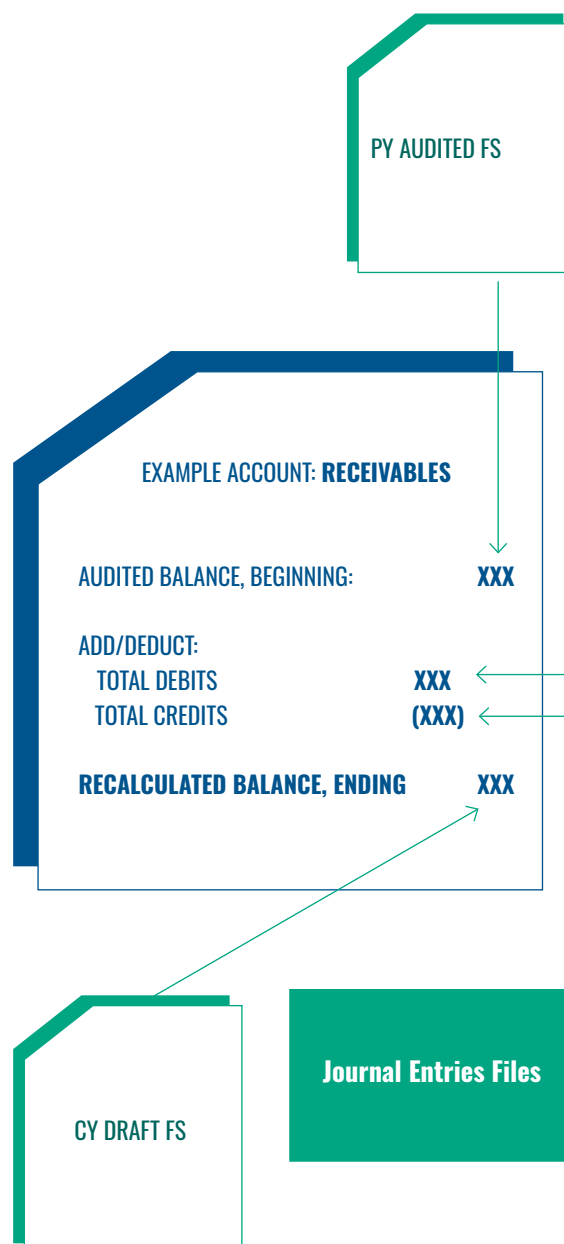 PY AUDITED FS
EXAMPLE ACCOUNT: RECEIVABLES
AUDITED BALANCE, BEGINNING: XXX
ADD/DEDUCT:
TOTAL DEBITS XXX
TOTAL CREDITS (XXX)
RECALCULATED BALANCE, ENDING XXX
Journal Entries Files
CY DRAFT FS